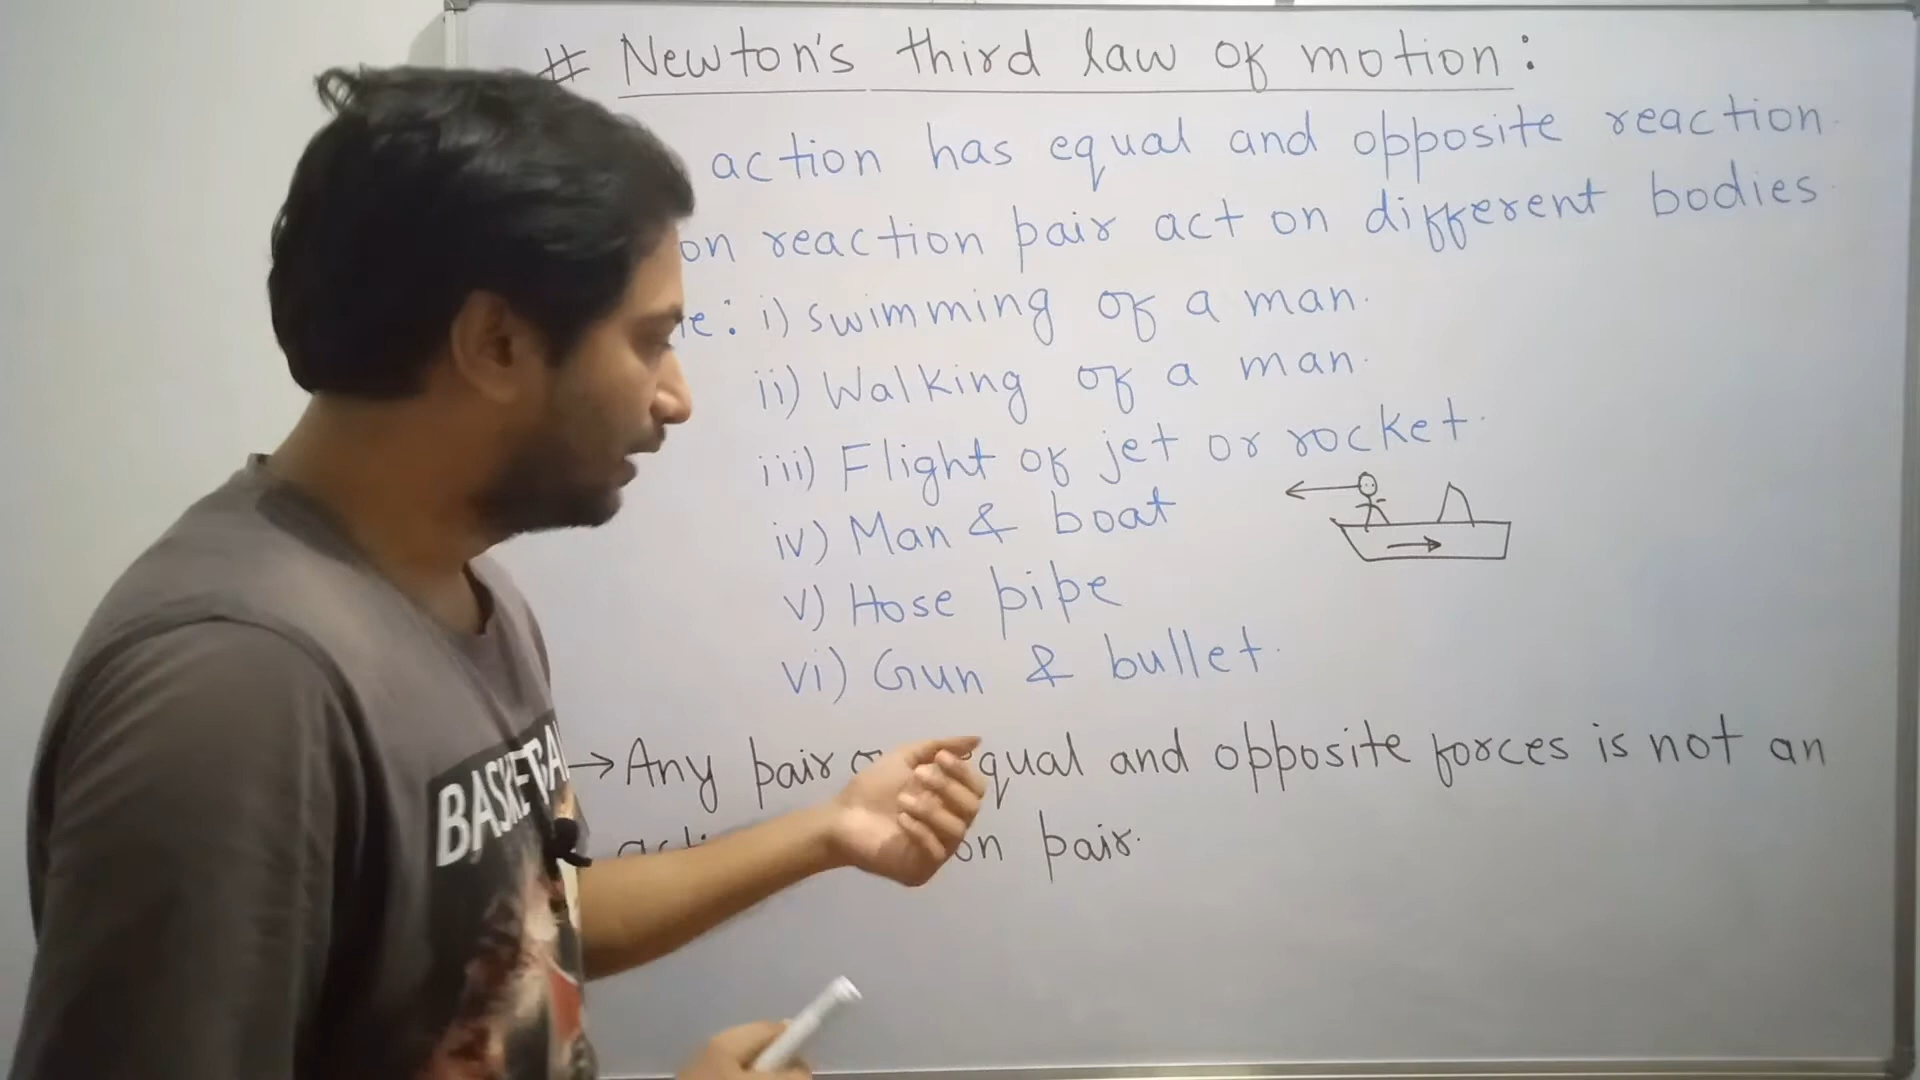 # Newton's third law of motion:
action has equal and opposite reaction.
on reaction pair act on different bodies.
e: i) swimming of a man.
ii) Walking of a man.
iii) Flight of jet or rocket.
iv) Man & boat
v) Hose pipe
vi) Gun & bullet.
→ Any pair equal and opposite forces is not an
on pair.
BASKETBA